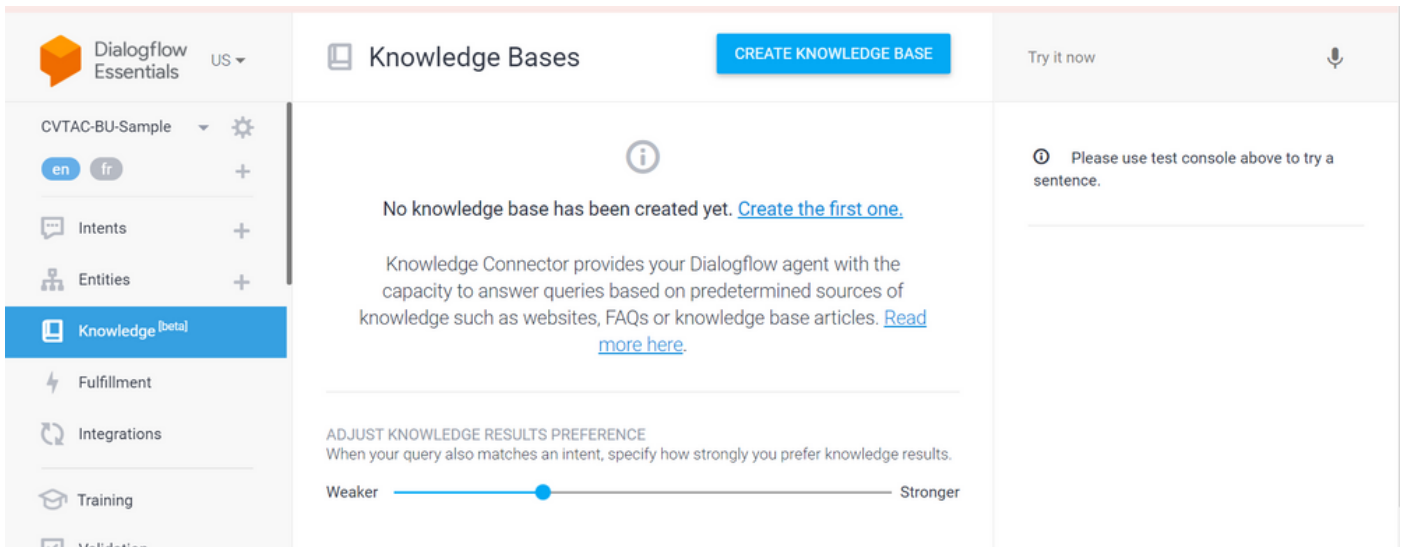 Dialogflow
Essentials
US
CVTAC-BU-Sample
en
fr
Intents
Entities
Knowledge [beta]
Fulfillment
Integrations
Training
Validation
Knowledge Bases
CREATE KNOWLEDGE BASE
No knowledge base has been created yet. Create the first one.
Knowledge Connector provides your Dialogflow agent with the
capacity to answer queries based on predetermined sources of
knowledge such as websites, FAQs or knowledge base articles. Read
more here.
ADJUST KNOWLEDGE RESULTS PREFERENCE
When your query also matches an intent, specify how strongly you prefer knowledge results.
Weaker
Stronger
Try it now
Please use test console above to try a
sentence.